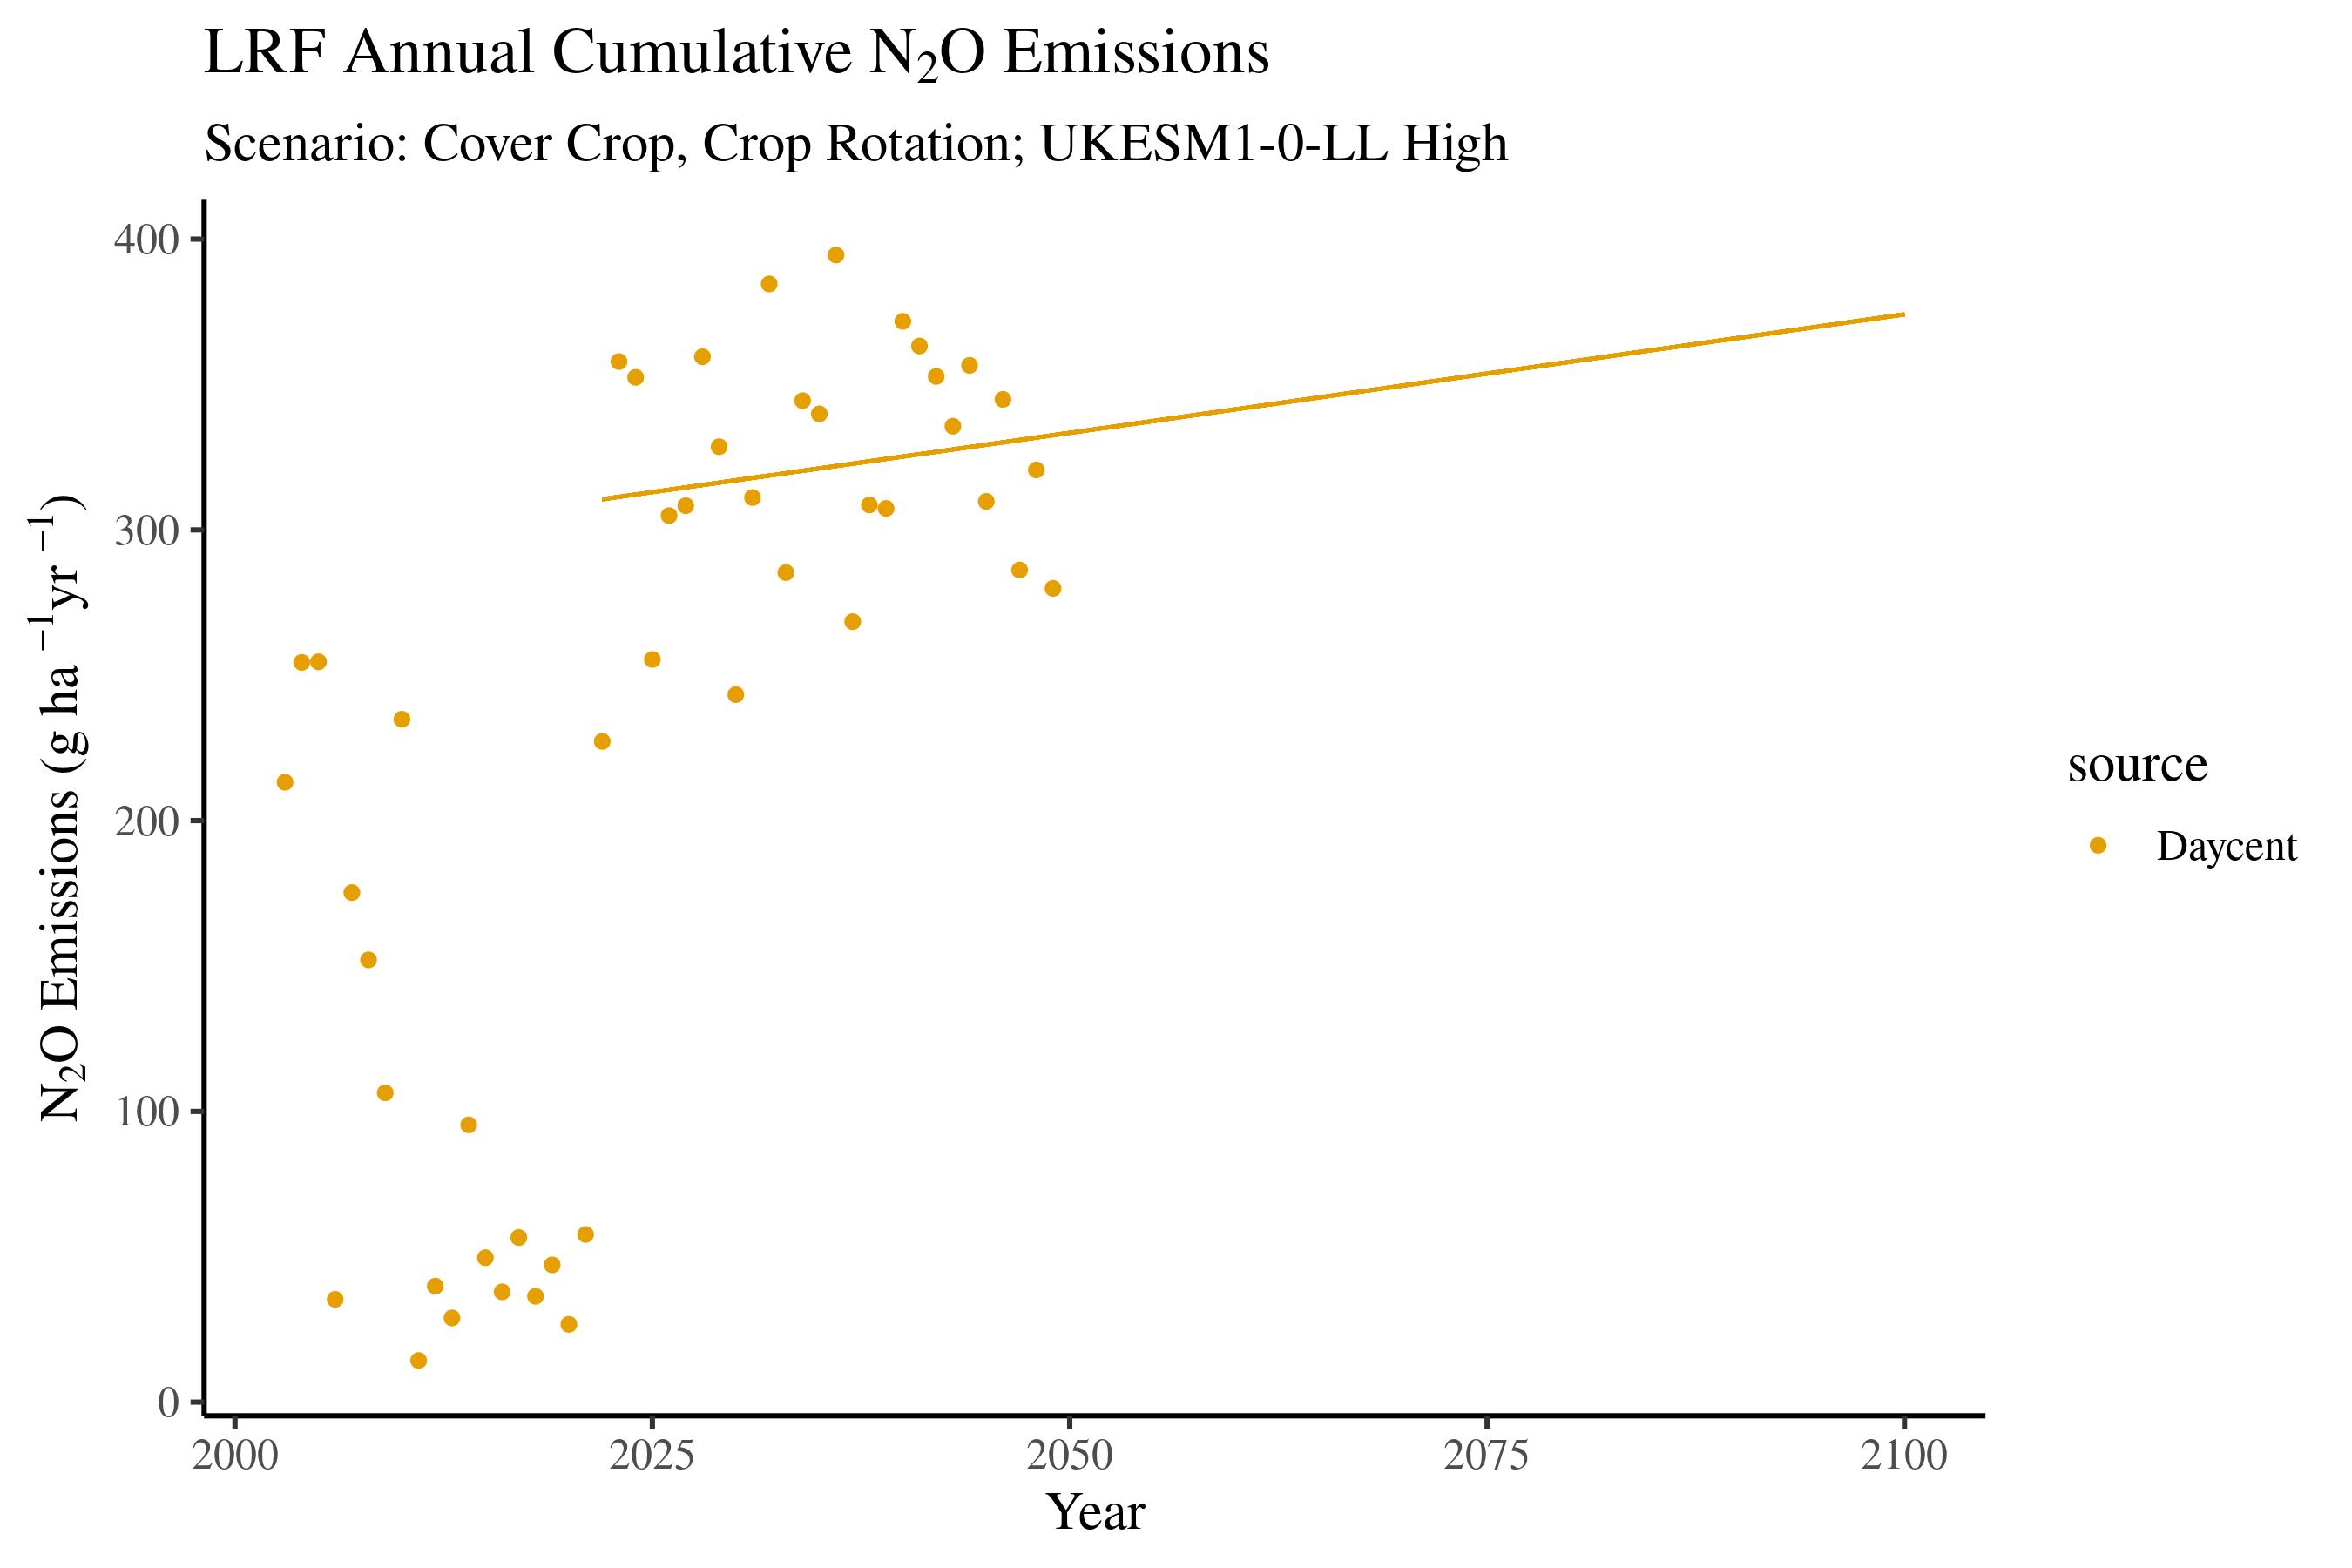 LRF Annual Cumulative N₂O Emissions
Scenario: Cover Crop, Crop Rotation; UKESM1-0-LL High
N₂O Emissions (g ha⁻¹yr⁻¹)
400
300
200
100
0
2000 2025 2050 2075 2100
Year
source
Daycent